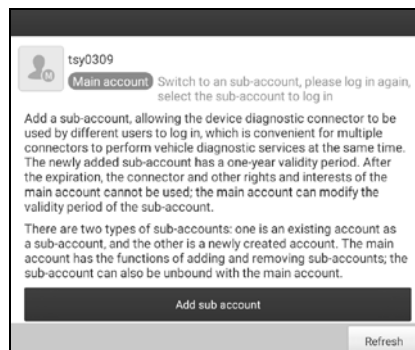 tsy0309
Main account Switch to an sub-account, please log in again,
select the sub-account to log in
Add a sub-account, allowing the device diagnostic connector to be
used by different users to log in, which is convenient for multiple
connectors to perform vehicle diagnostic services at the same time.
The newly added sub-account has a one-year validity period. After
the expiration, the connector and other rights and interests of the
main account cannot be used; the main account can modify the
validity period of the sub-account.
There are two types of sub-accounts: one is an existing account as
a sub-account, and the other is a newly created account. The main
account has the functions of adding and removing sub-accounts; the
sub-account can also be unbound with the main account.
Add sub account
Refresh